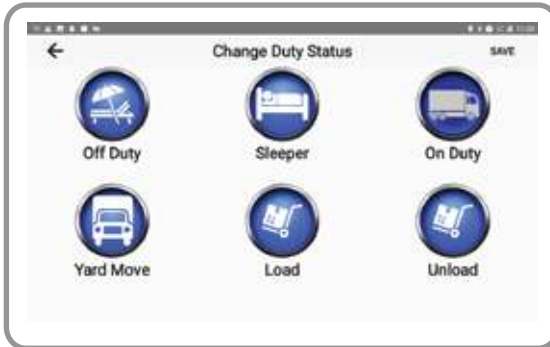 Change Duty Status SAVE
Off Duty Sleeper On Duty
Yard Move Load Unload